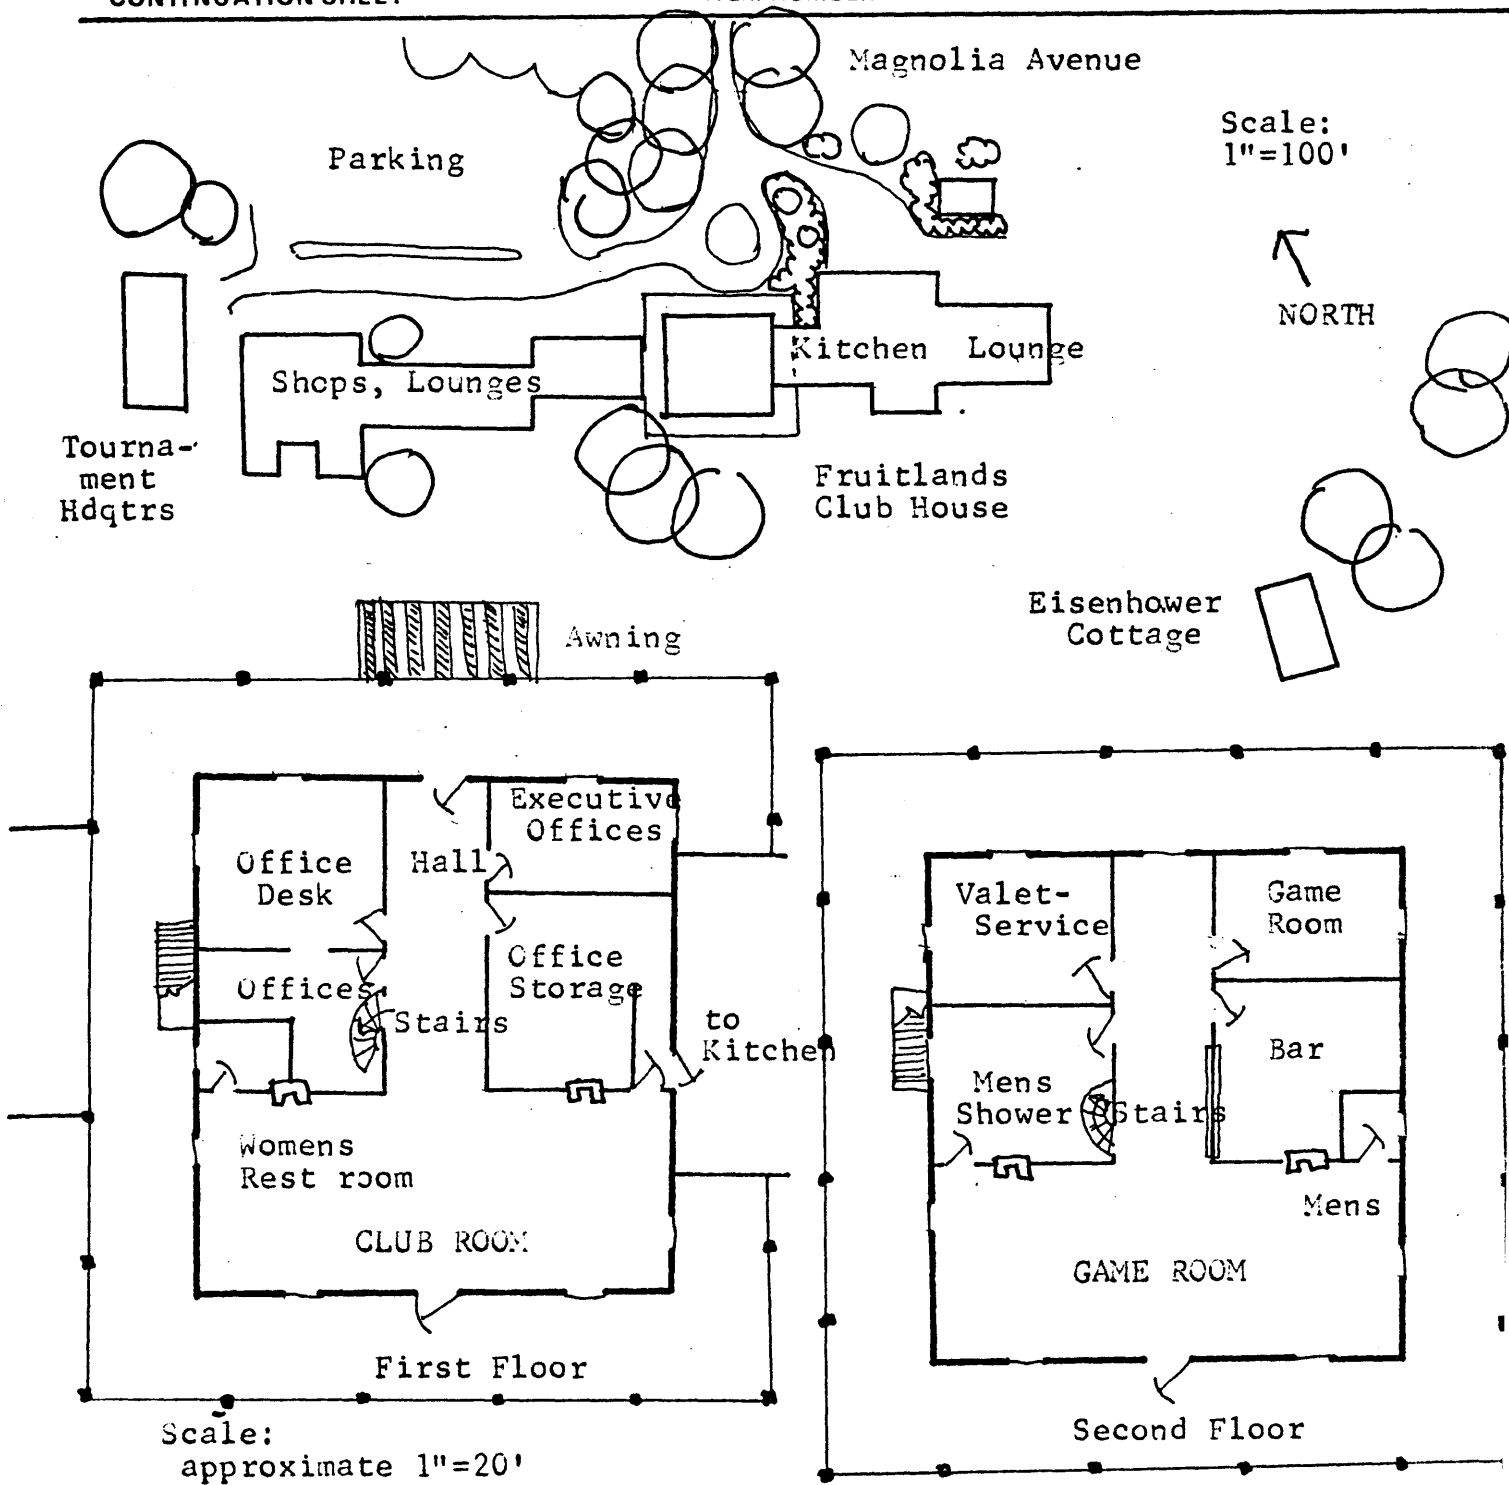 CONTINUATION SHEET
Magnolia Avenue
Scale:
1"=100'
Parking
NORTH
Kitchen Lounge
Shops, Lounges
Tourna-
ment
Hdqtrs
Fruitlands
Club House
Eisenhower
Cottage
Awning
Executive
Offices
Office
Desk
Hall
Office
Storage
Offices
Stairs
to
Kitchen
Womens
Rest room
CLUB ROOM
First Floor
Scale:
approximate 1"=20'
Valet-
Service
Game
Room
Bar
Mens
Shower
Stairs
Mens
GAME ROOM
Second Floor